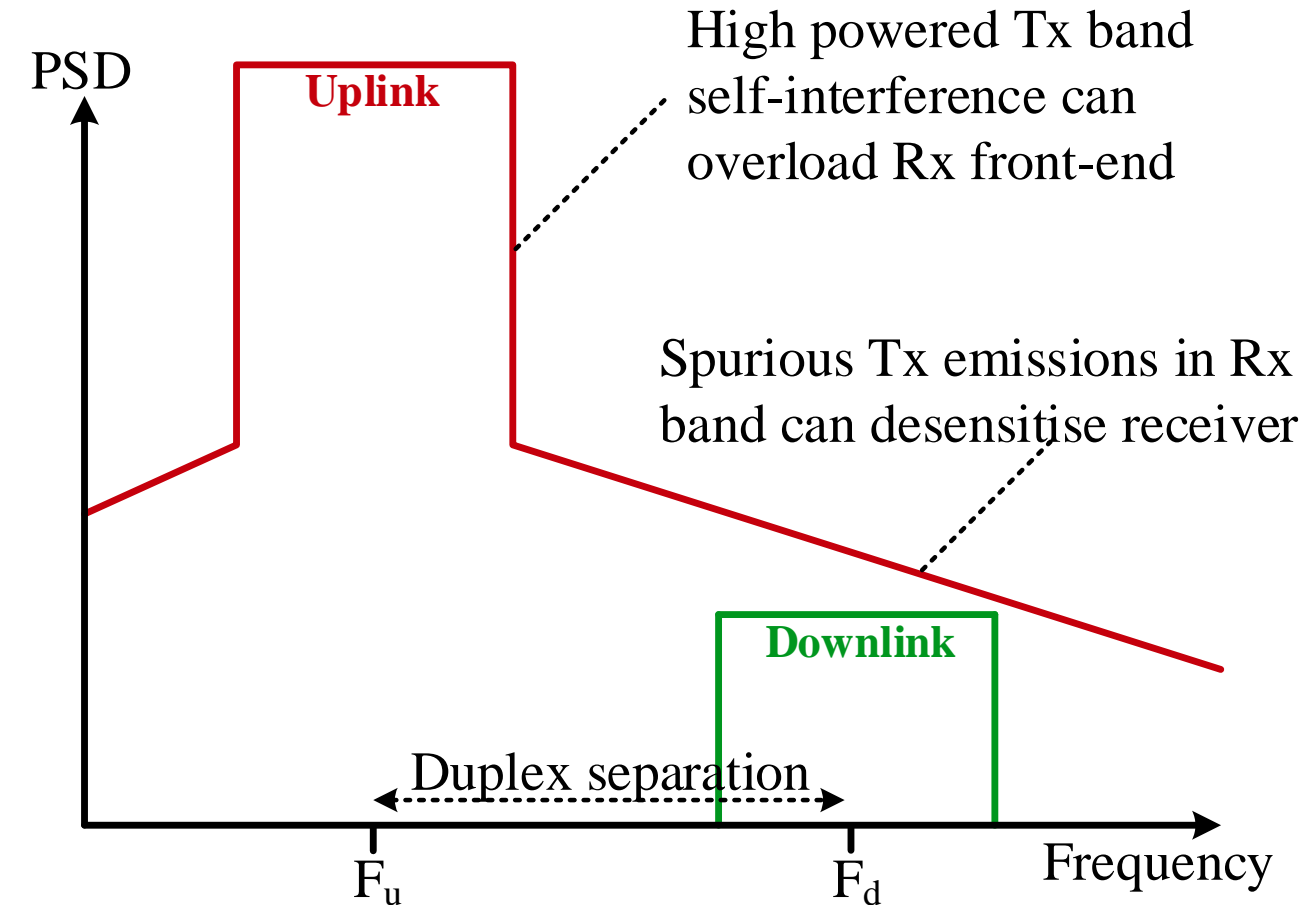 PSD
Uplink
High powered Tx band
self-interference can
overload Rx front-end
Spurious Tx emissions in Rx
band can desensitise receiver
Downlink
Duplex separation
Fu
Fd
Frequency